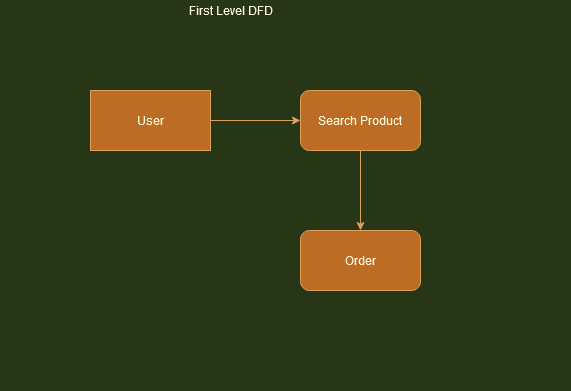 First Level DFD
User
Search Product
Order